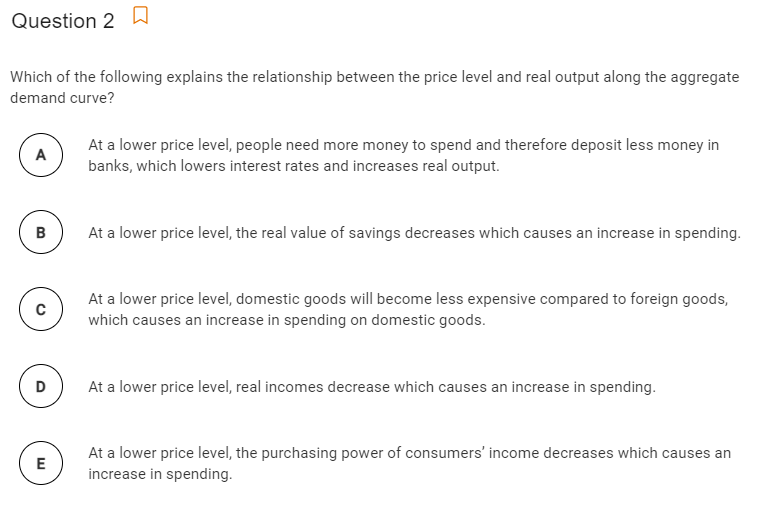 Question 2
Which of the following explains the relationship between the price level and real output along the aggregate
demand curve?
A
At a lower price level, people need more money to spend and therefore deposit less money in
banks, which lowers interest rates and increases real output.
B
At a lower price level, the real value of savings decreases which causes an increase in spending.
C
At a lower price level, domestic goods will become less expensive compared to foreign goods,
which causes an increase in spending on domestic goods.
D
At a lower price level, real incomes decrease which causes an increase in spending.
E
At a lower price level, the purchasing power of consumers’ income decreases which causes an
increase in spending.